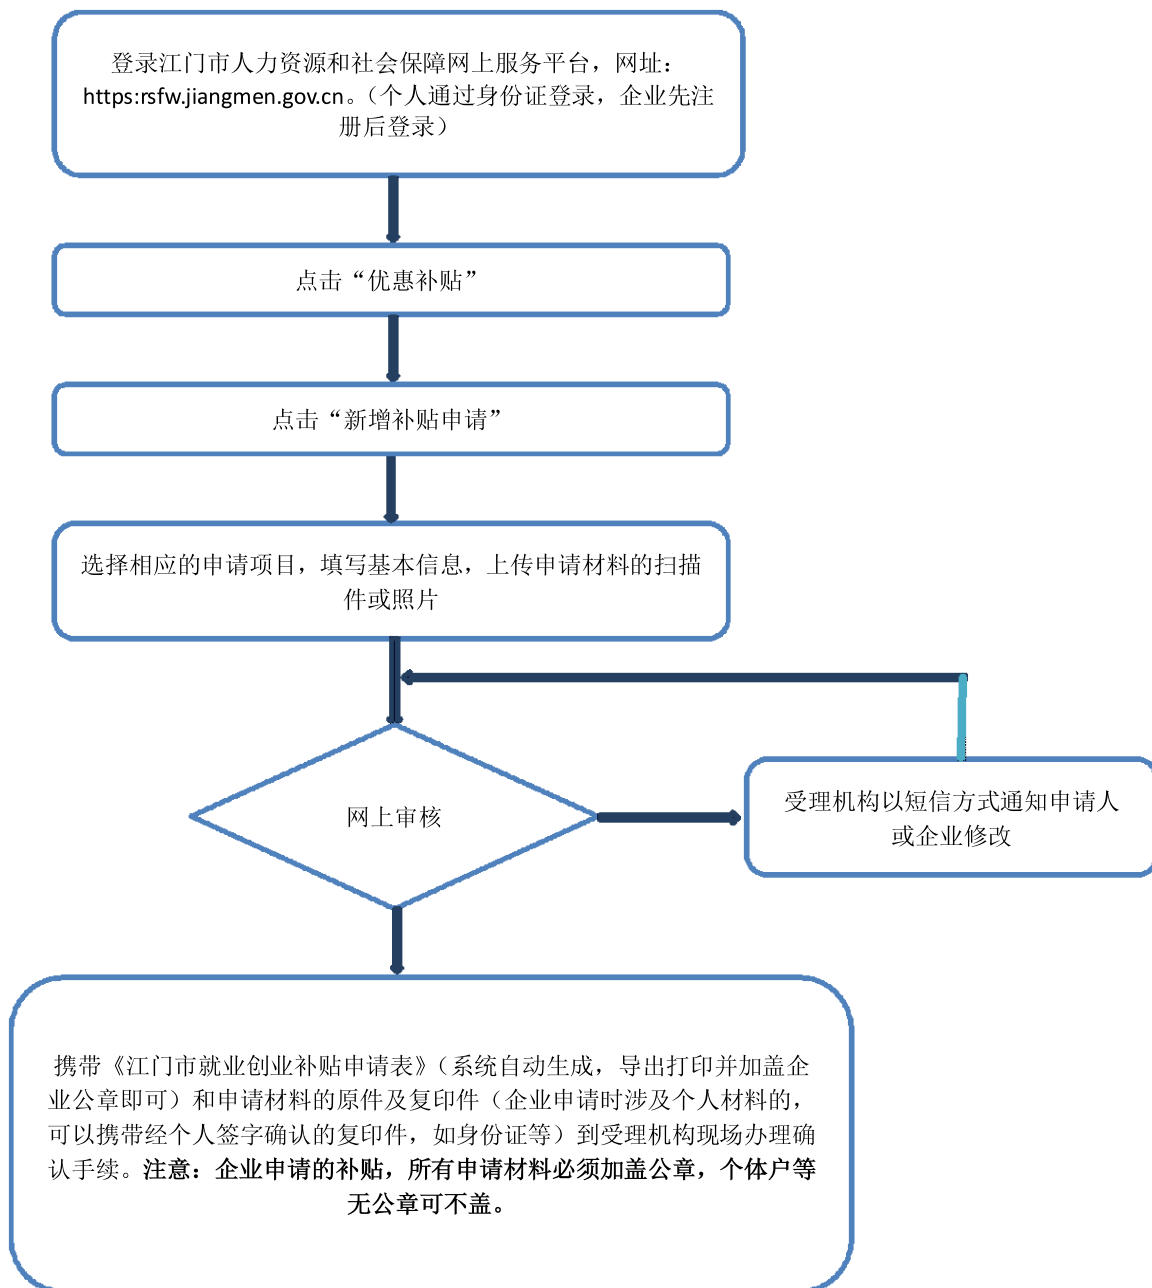 登录江门市人力资源和社会保障网上服务平台，网址：
https:rsfw.jiangmen.gov.cn。（个人通过身份证登录，企业先注
册后登录）
点击“优惠补贴”
点击“新增补贴申请”
选择相应的申请项目，填写基本信息，上传申请材料的扫描
件或照片
网上审核
受理机构以短信方式通知申请人
或企业修改
携带《江门市就业创业补贴申请表》（系统自动生成，导出打印并加盖企
业公章即可）和申请材料的原件及复印件（企业申请时涉及个人材料的，
可以携带经个人签字确认的复印件，如身份证等）到受理机构现场办理确
认手续。注意：企业申请的补贴，所有申请材料必须加盖公章，个体户等
无公章可不盖。